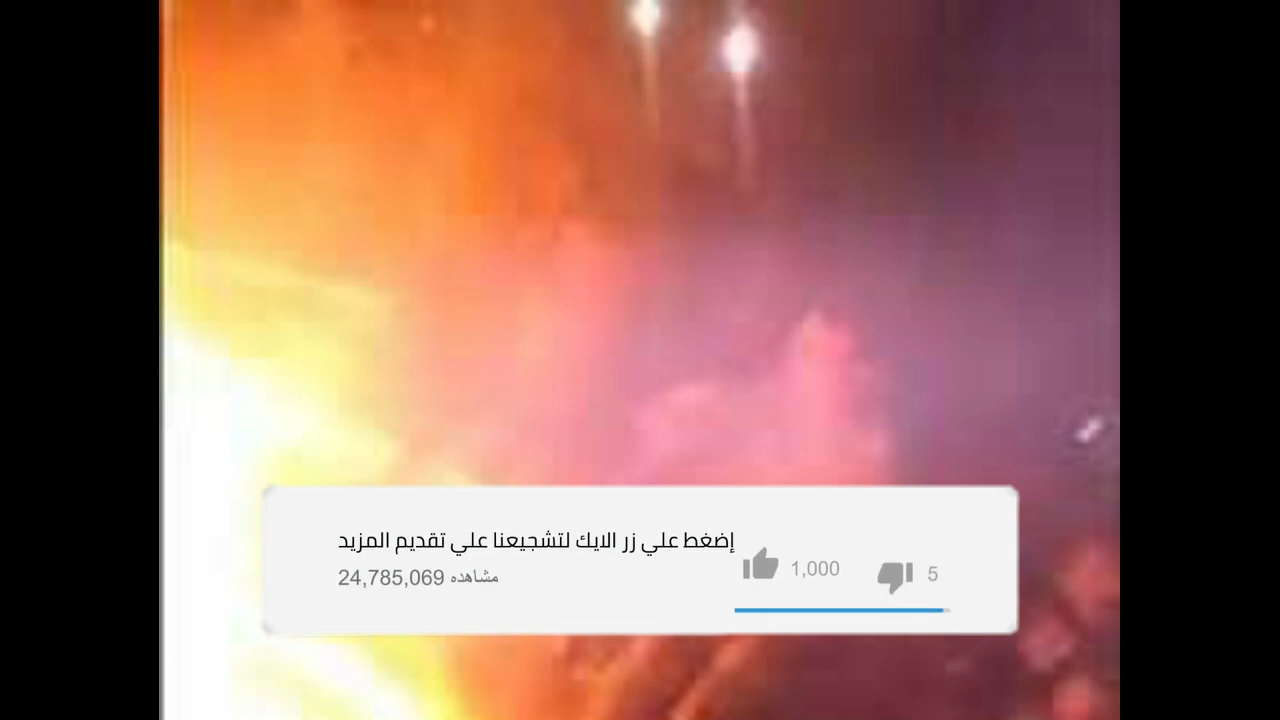 إضغط علي زر الايك لتشجيعنا علي تقديم المزيد
24,785,069 مشاهده
1,000
5